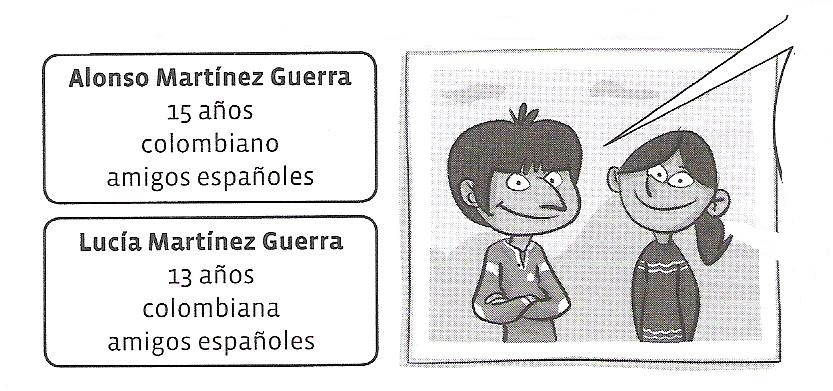 Alonso Martínez Guerra
15 años
colombiano
amigos españoles
Lucía Martínez Guerra
13 años
colombiana
amigos españoles